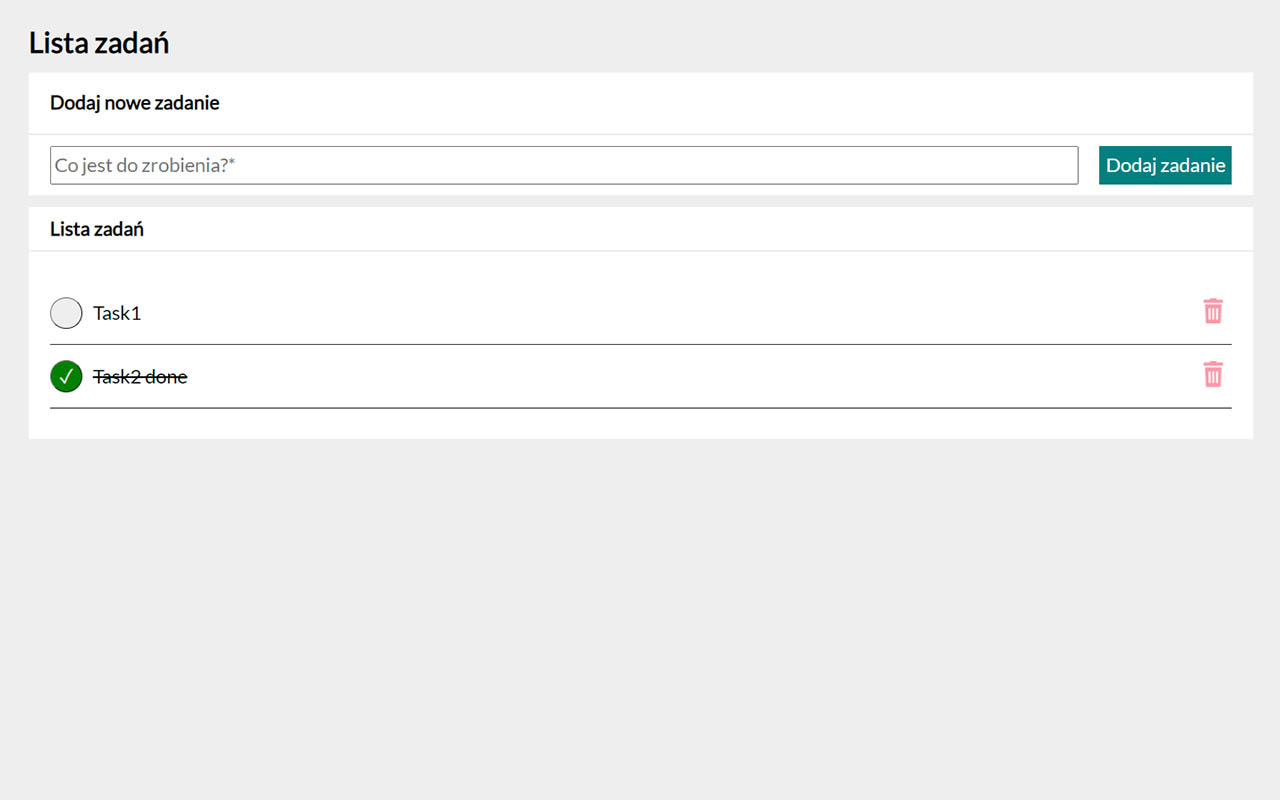 Lista zadań
Dodaj nowe zadanie
Co jest do zrobienia?*
Dodaj zadanie
Lista zadań
Task1
Task2 done